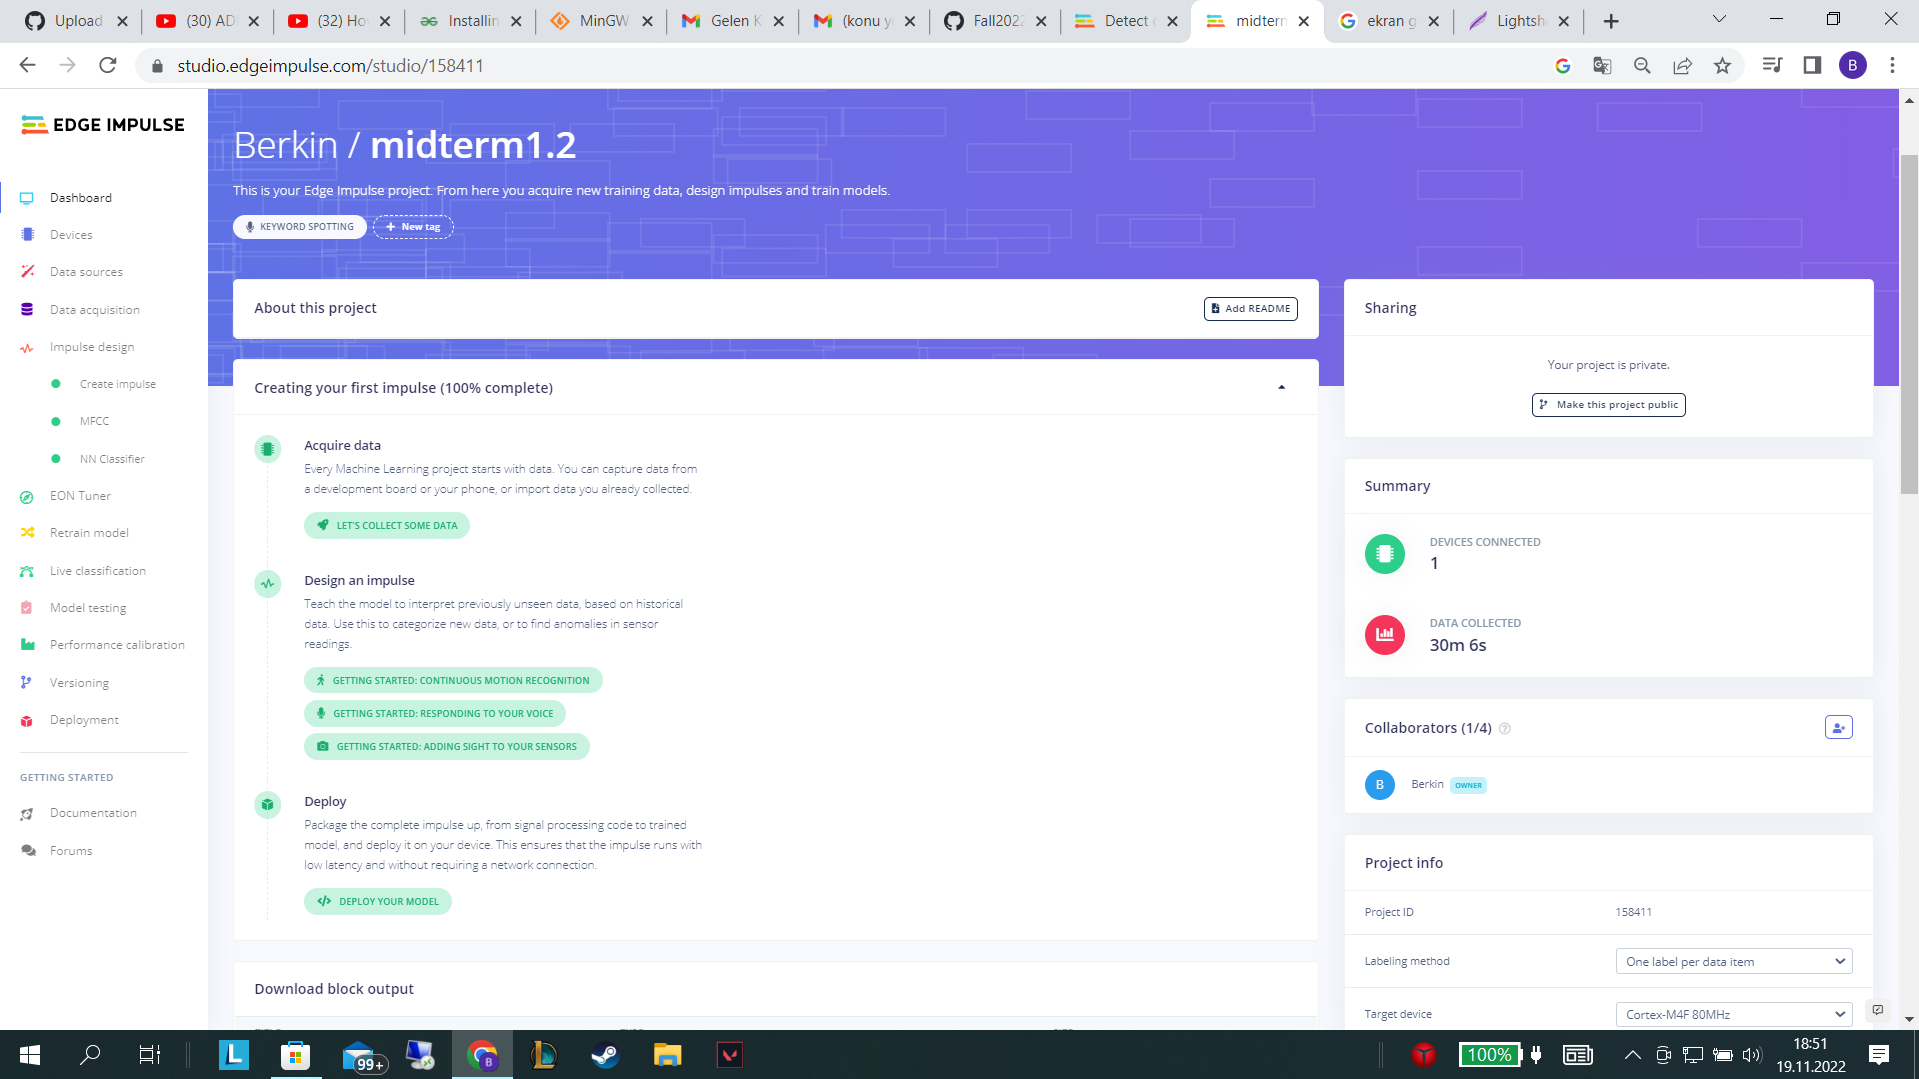 Upload
(30) AD
(32) Ho
Installin
MinGW
Gelen K
(konu y
Fall2022
Detect
midterm
ekran g
Lightsh
studio.edgeimpulse.com/studio/158411
B
EDGE IMPULSE
Dashboard
Devices
Data sources
Data acquisition
Impulse design
Create impulse
MFCC
NN Classifier
EON Tuner
Retrain model
Live classification
Model testing
Performance calibration
Versioning
Deployment
GETTING STARTED
Documentation
Forums
Berkin / midterm1.2
This is your Edge Impulse project. From here you acquire new training data, design impulses and train models.
KEYWORD SPOTTING
+ New tag
About this project
Add README
Creating your first impulse (100% complete)
Acquire data
Every Machine Learning project starts with data. You can capture data from
a development board or your phone, or import data you already collected.
LET'S COLLECT SOME DATA
Design an impulse
Teach the model to interpret previously unseen data, based on historical
data. Use this to categorize new data, or to find anomalies in sensor
readings.
GETTING STARTED: CONTINUOUS MOTION RECOGNITION
GETTING STARTED: RESPONDING TO YOUR VOICE
GETTING STARTED: ADDING SIGHT TO YOUR SENSORS
Deploy
Package the complete impulse up, from signal processing code to trained
model, and deploy it on your device. This ensures that the impulse runs with
low latency and without requiring a network connection.
DEPLOY YOUR MODEL
Download block output
Sharing
Your project is private.
Make this project public
Summary
DEVICES CONNECTED
1
DATA COLLECTED
30m 6s
Collaborators (1/4)
B
Berkin OWNER
Project info
Project ID 158411
Labeling method One label per data item
Target device Cortex-M4F 80MHz
L
99+
B
100%
18:51
19.11.2022